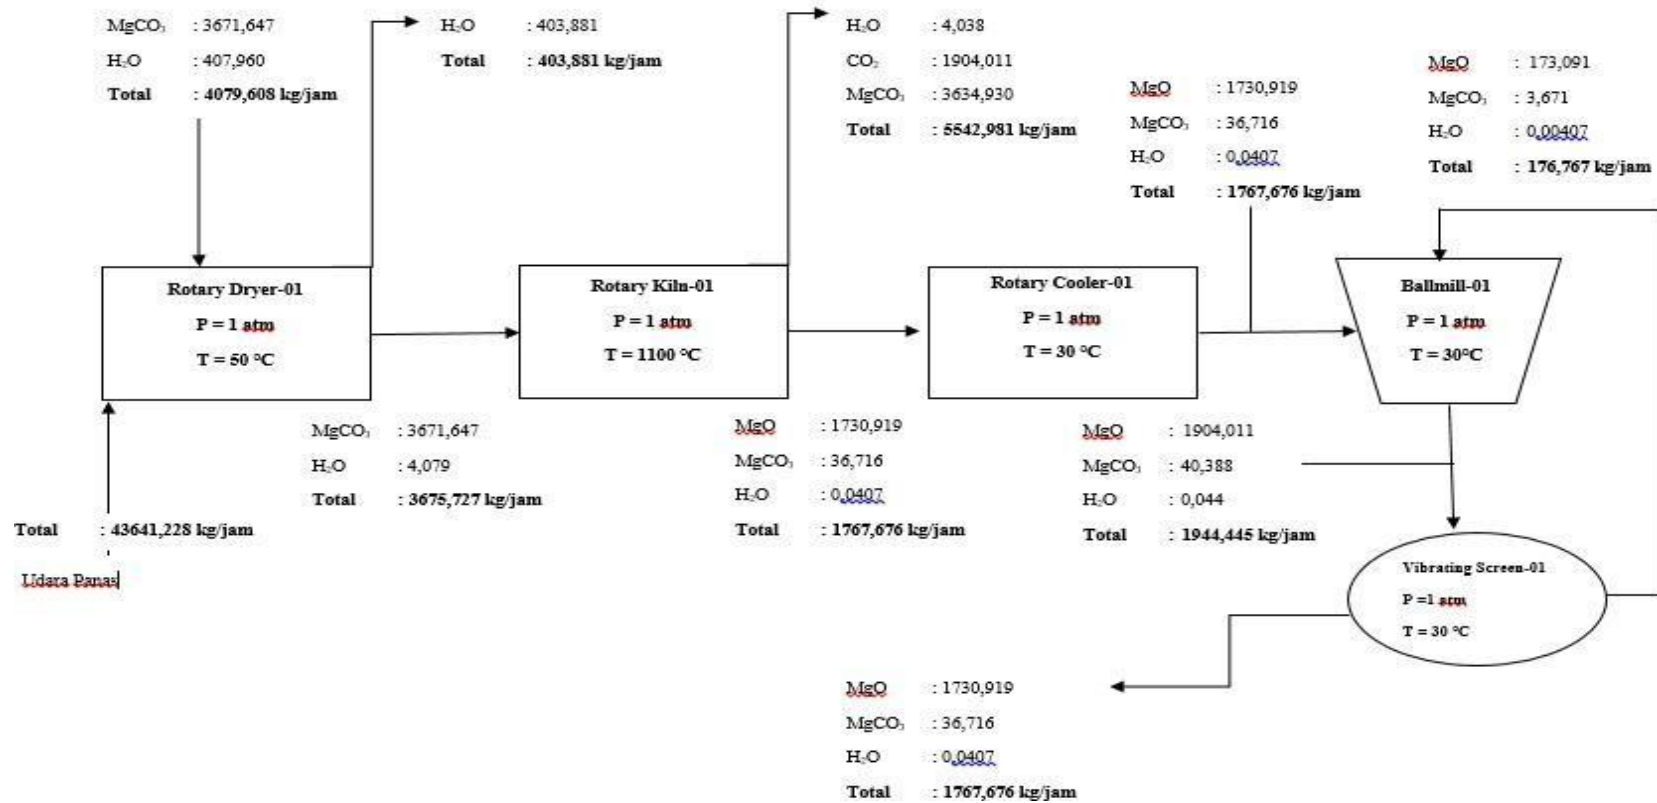 MgCO₃ : 3671,647
H₂O : 407,960
Total : 4079,608 kg/jam
H₂O : 403,881
Total : 403,881 kg/jam
H₂O : 4,038
CO₂ : 1904,011
MgCO₃ : 3634,930
Total : 5542,981 kg/jam
MgO : 1730,919
MgCO₃ : 36,716
H₂O : 0,0407
Total : 1767,676 kg/jam
MgO : 173,091
MgCO₃ : 3,671
H₂O : 0,00407
Total : 176,767 kg/jam
Rotary Dryer-01
P = 1 atm
T = 50 °C
Rotary Kiln-01
P = 1 atm
T = 1100 °C
Rotary Cooler-01
P = 1 atm
T = 30 °C
Ballmill-01
P = 1 atm
T = 30°C
MgCO₃ : 3671,647
H₂O : 4,079
Total : 3675,727 kg/jam
MgO : 1730,919
MgCO₃ : 36,716
H₂O : 0,0407
Total : 1767,676 kg/jam
MgO : 1904,011
MgCO₃ : 40,388
H₂O : 0,044
Total : 1944,445 kg/jam
Total : 43641,228 kg/jam
Udara Panas
Vibrating Screen-01
P =1 atm
T = 30 °C
MgO : 1730,919
MgCO₃ : 36,716
H₂O : 0,0407
Total : 1767,676 kg/jam